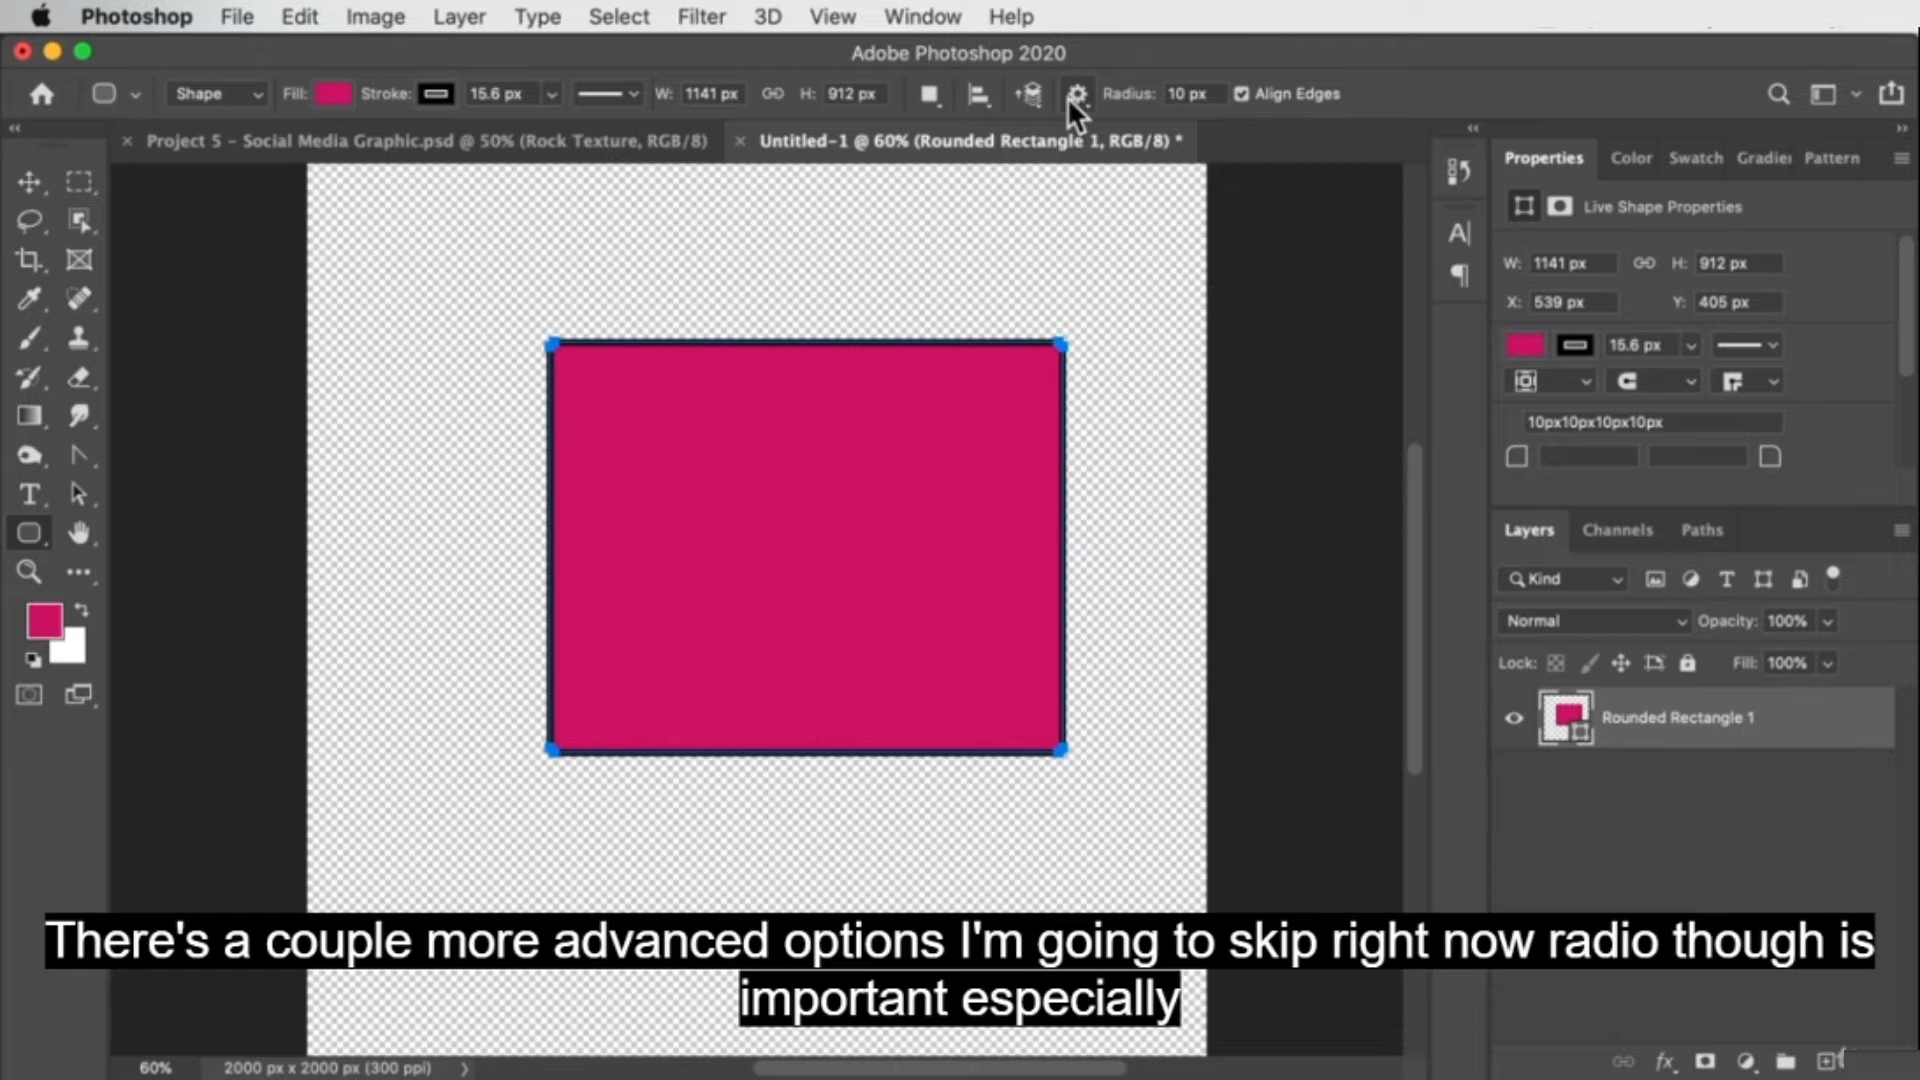 Photoshop File Edit Image Layer Type Select Filter 3D View Window Help
Adobe Photoshop 2020
Shape Fill: Stroke: 15.6 px W: 1141 px H: 912 px Radius: 10 px Align Edges
Project 5 - Social Media Graphic.psd @ 50% (Rock Texture, RGB/8) Untitled-1 @ 60% (Rounded Rectangle 1, RGB/8) *
Properties Color Swatch Gradier Pattern
Live Shape Properties
W: 1141 px H: 912 px
X: 539 px Y: 405 px
15.6 px
10px10px10px10px
Layers Channels Paths
Kind
Normal Opacity: 100%
Lock: Fill: 100%
Rounded Rectangle 1
There's a couple more advanced options I'm going to skip right now radio though is
important especially
60% 2000 px x 2000 px (300 ppi)